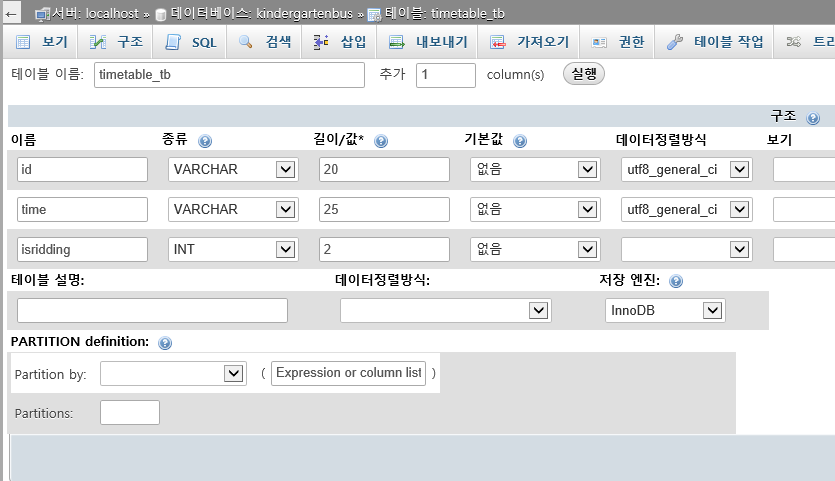 ← 서버: localhost » 데이터베이스: kindergartenbus » 테이블: timetable_tb
보기 구조 SQL 검색 삽입 내보내기 가져오기 권한 테이블 작업 트리
테이블 이름: timetable_tb 추가 1 column(s) 실행
구조
이름 종류 길이/값* 기본값 데이터정렬방식 보기
id VARCHAR 20 없음 utf8_general_ci
time VARCHAR 25 없음 utf8_general_ci
isridding INT 2 없음
테이블 설명: 데이터정렬방식: 저장 엔진:
InnoDB
PARTITION definition:
Partition by: ( Expression or column list )
Partitions: